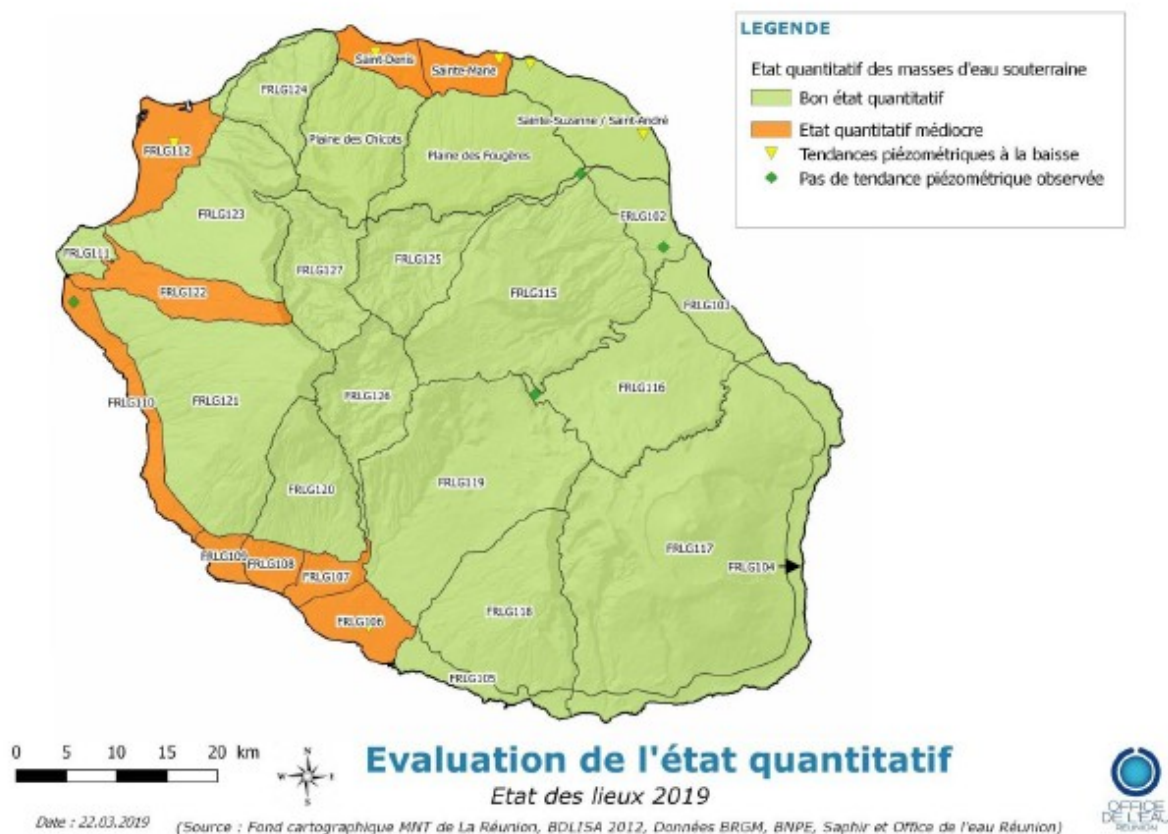 LEGENDE
Etat quantitatif des masses d'eau souterraine
Bon état quantitatif
Etat quantitatif médiocre
Tendances piézométriques à la baisse
Pas de tendance piézométrique observée
Saint-Denis
Sainte-Marie
FRLG124
Sainte-Suzanne / Saint-André
Plaine des Chicots
FRLG112
Plaine des Fougères
FRLG123
FRLG102
FRLG111
FRLG125
FRLG127
FRLG122
FRLG115
FRLG103
FRLG116
FRLG126
FRLG110
FRLG121
FRLG119
FRLG120
FRLG117
FRLG109
FRLG108
FRLG104
FRLG107
FRLG118
FRLG106
FRLG105
0 5 10 15 20 km
N
W E
S
Evaluation de l'état quantitatif
Etat des lieux 2019
Date : 22.03.2019
(Source : Fond cartographique MNT de La Réunion, BDLISA 2012, Données BRGM, BNPE, Saphir et Office de l'eau Réunion)
OFFICE
DE L'EAU
RÉUNION